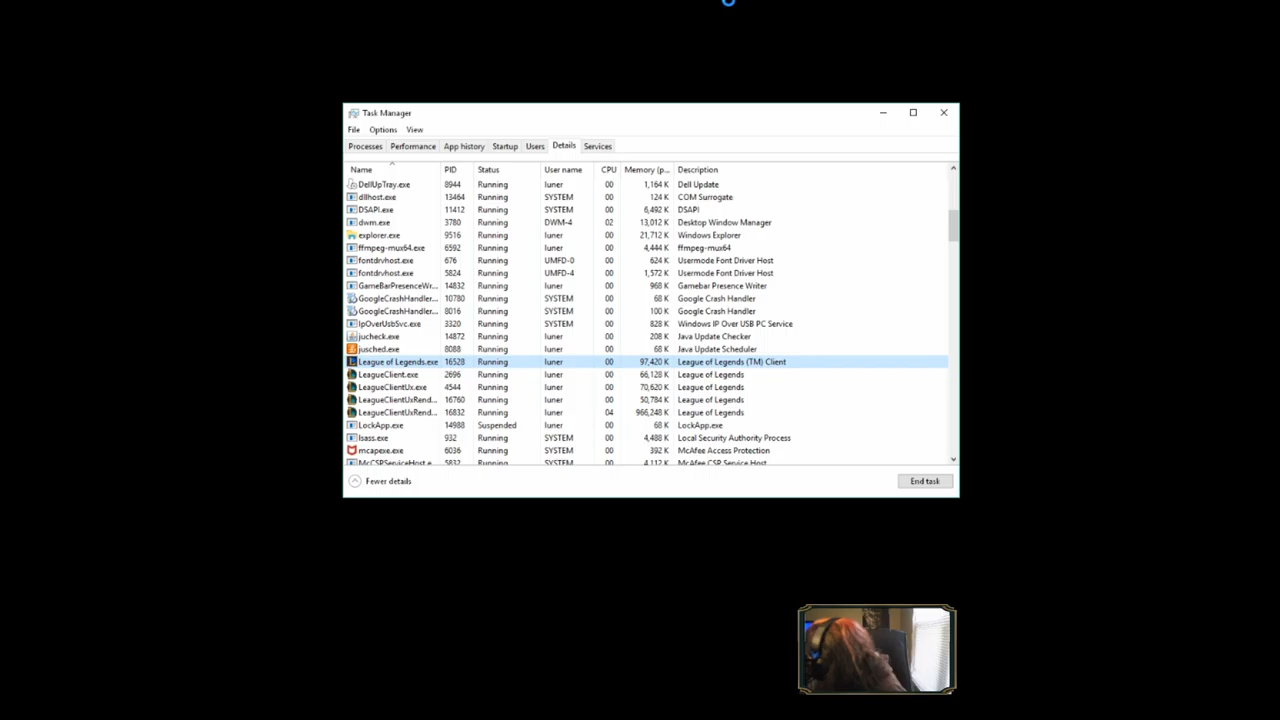 Task Manager
File Options View
Processes Performance App history Startup Users Details Services
Name PID Status User name CPU Memory (p... Description
DellUpTray.exe 8944 Running luner 00 1,164 K Dell Update
dllhost.exe 13464 Running SYSTEM 00 124 K COM Surrogate
DSAPI.exe 11412 Running SYSTEM 00 6,492 K DSAPI
dwm.exe 3780 Running DWM-4 02 13,012 K Desktop Window Manager
explorer.exe 9516 Running luner 00 21,712 K Windows Explorer
ffmpeg-mux64.exe 6592 Running luner 00 4,444 K ffmpeg-mux64
fontdrvhost.exe 676 Running UMFD-0 00 624 K Usermode Font Driver Host
fontdrvhost.exe 5824 Running UMFD-4 00 1,572 K Usermode Font Driver Host
GameBarPresenceWr... 14832 Running luner 00 968 K Gamebar Presence Writer
GoogleCrashHandler... 10780 Running SYSTEM 00 68 K Google Crash Handler
GoogleCrashHandler... 8016 Running SYSTEM 00 100 K Google Crash Handler
IpOverUsbSvc.exe 3320 Running SYSTEM 00 828 K Windows IP Over USB PC Service
jucheck.exe 14872 Running luner 00 208 K Java Update Checker
jusched.exe 8088 Running luner 00 68 K Java Update Scheduler
League of Legends.exe 16528 Running luner 00 97,420 K League of Legends (TM) Client
LeagueClient.exe 2696 Running luner 00 66,128 K League of Legends
LeagueClientUx.exe 4544 Running luner 00 70,620 K League of Legends
LeagueClientUxRend... 16760 Running luner 00 50,784 K League of Legends
LeagueClientUxRend... 16832 Running luner 04 966,248 K League of Legends
LockApp.exe 14988 Suspended luner 00 68 K LockApp.exe
lsass.exe 932 Running SYSTEM 00 4,488 K Local Security Authority Process
mcapexe.exe 6036 Running SYSTEM 00 392 K McAfee Access Protection
McCSPServiceHost.e... 5832 Running SYSTEM 00 4,112 K McAfee CSP Service Host
Fewer details End task